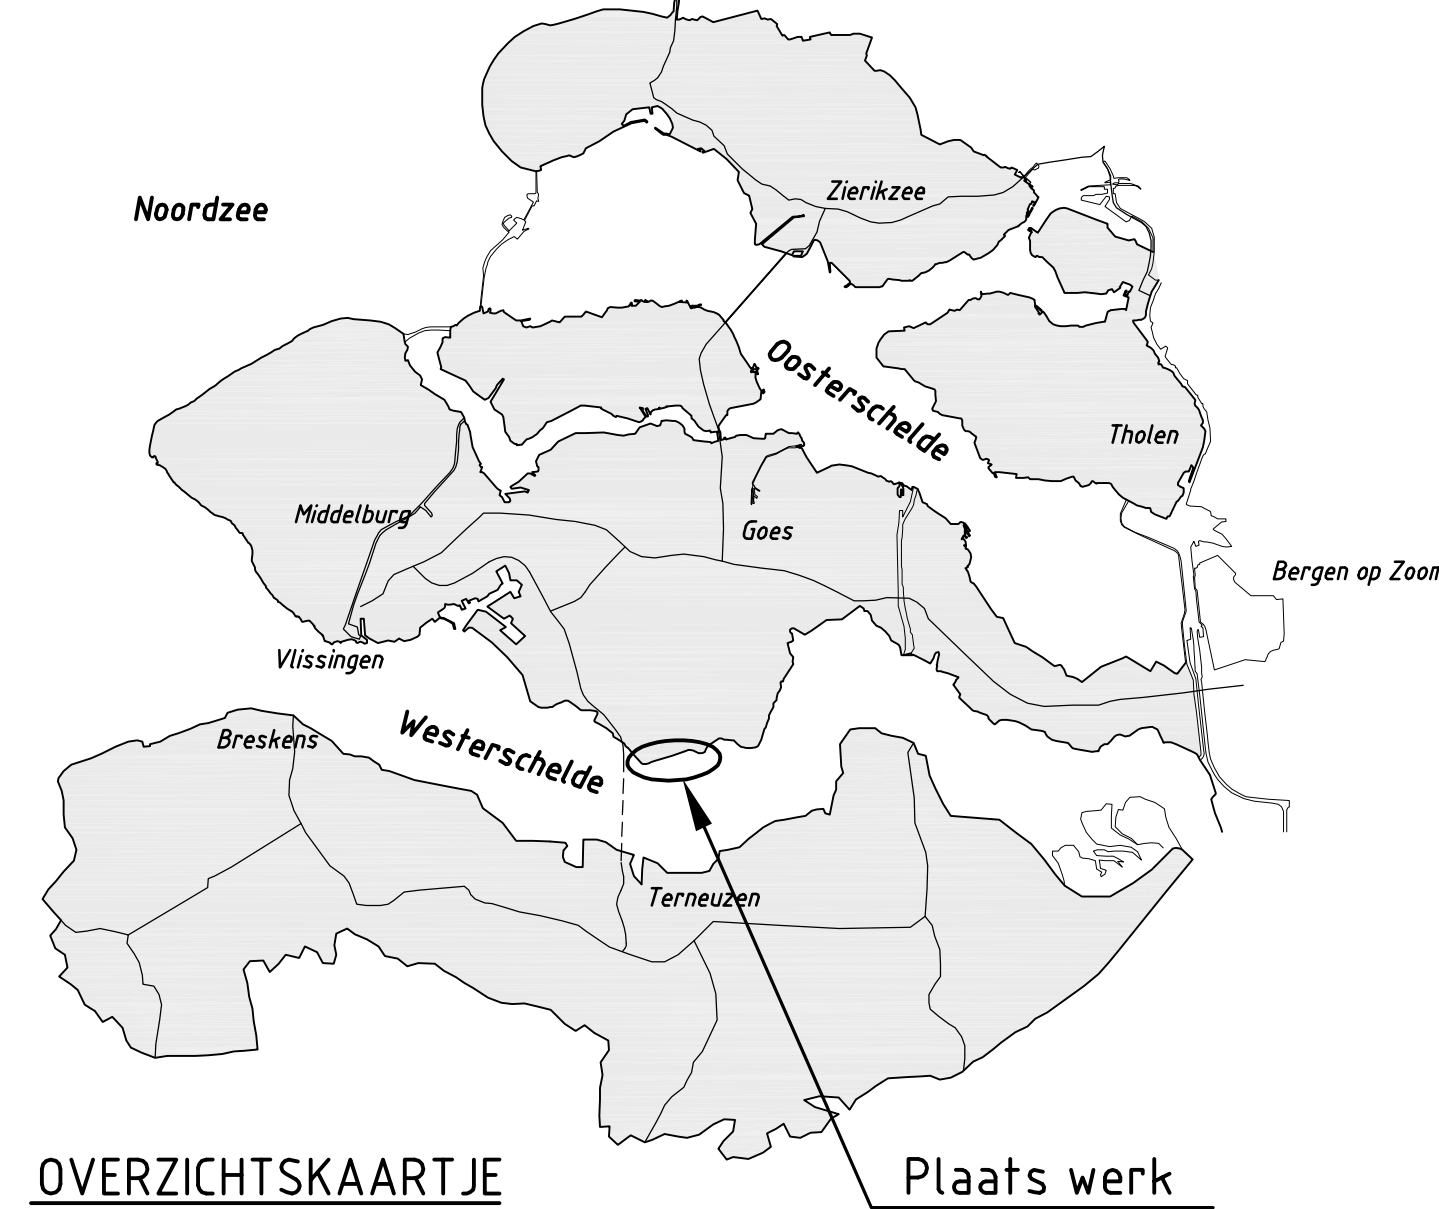 Zierikzee
Noordzee
Oosterschelde
Tholen
Middelburg
Goes
Bergen op Zoom
Vlissingen
Westerschelde
Breskens
Terneuzen
OVERZICHTSKAARTJE
Plaats werk